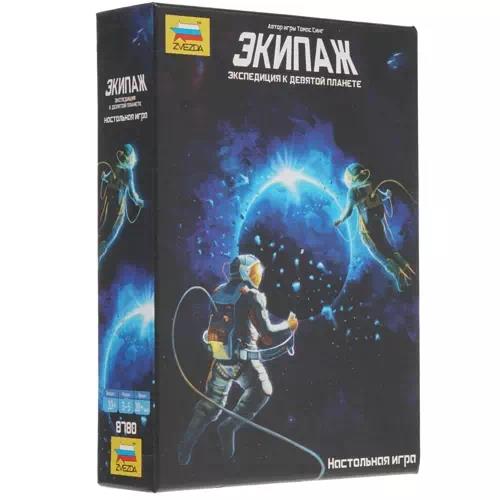 ZVEZDA
Автор игры Томас Синг
ЭКИПАЖ
ЭКСПЕДИЦИЯ К ДЕВЯТОЙ ПЛАНЕТЕ
Настольная игра
ZVEZDA
ЭКИПАЖ
ЭКСПЕДИЦИЯ
К ДЕВЯТОЙ ПЛАНЕТЕ
Настольная игра
8780
ZVEZDA